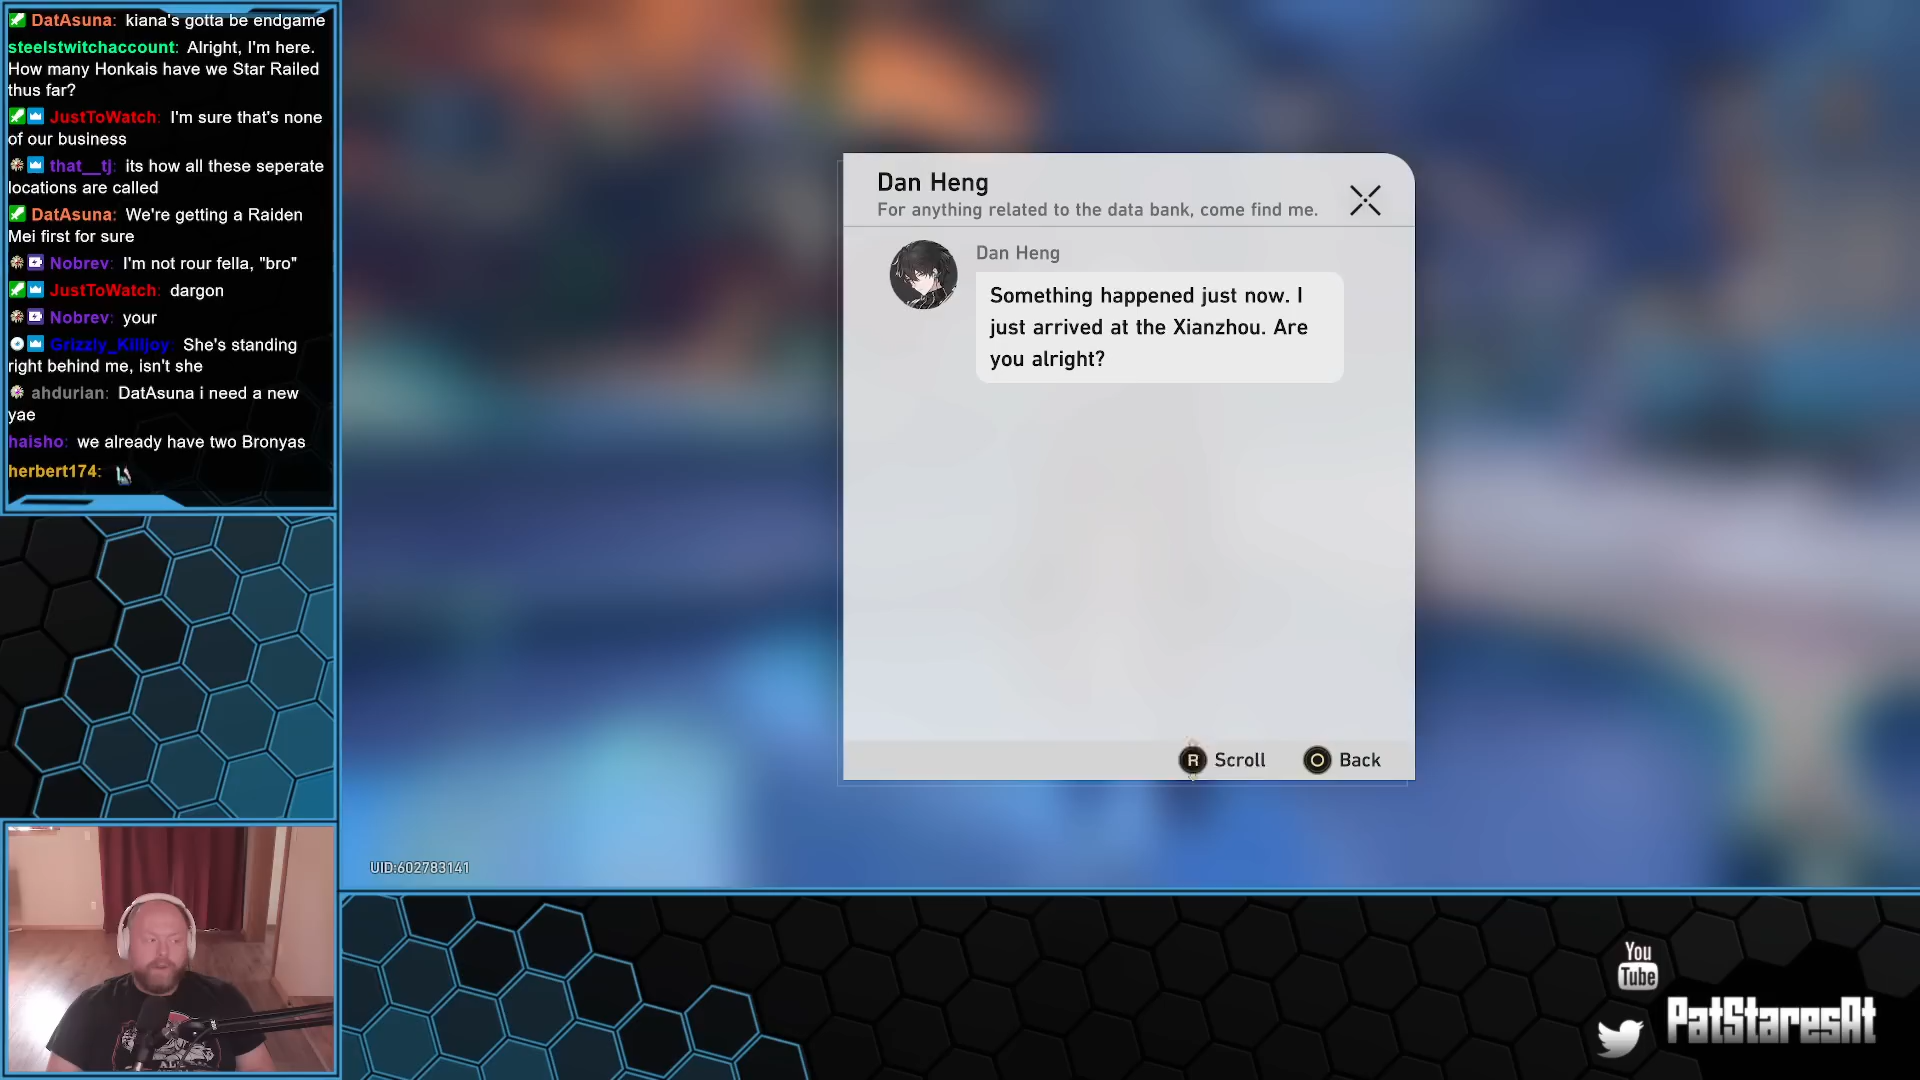 DatAsuna: kiana's gotta be endgame
steelstwitchaccount: Alright, I'm here.
How many Honkais have we Star Railed
thus far?
JustToWatch: I'm sure that's none
of our business
that__tj: its how all these seperate
locations are called
DatAsuna: We're getting a Raiden
Mei first for sure
Nobrev: I'm not rour fella, "bro"
JustToWatch: dargon
Nobrev: your
Grizzly_Killjoy: She's standing
right behind me, isn't she
ahdurian: DatAsuna i need a new
yae
haisho: we already have two Bronyas
herbert174:
Dan Heng
For anything related to the data bank, come find me.
Dan Heng
Something happened just now. I
just arrived at the Xianzhou. Are
you alright?
R Scroll
Back
UID:602783141
You
Tube
PatStaresAt